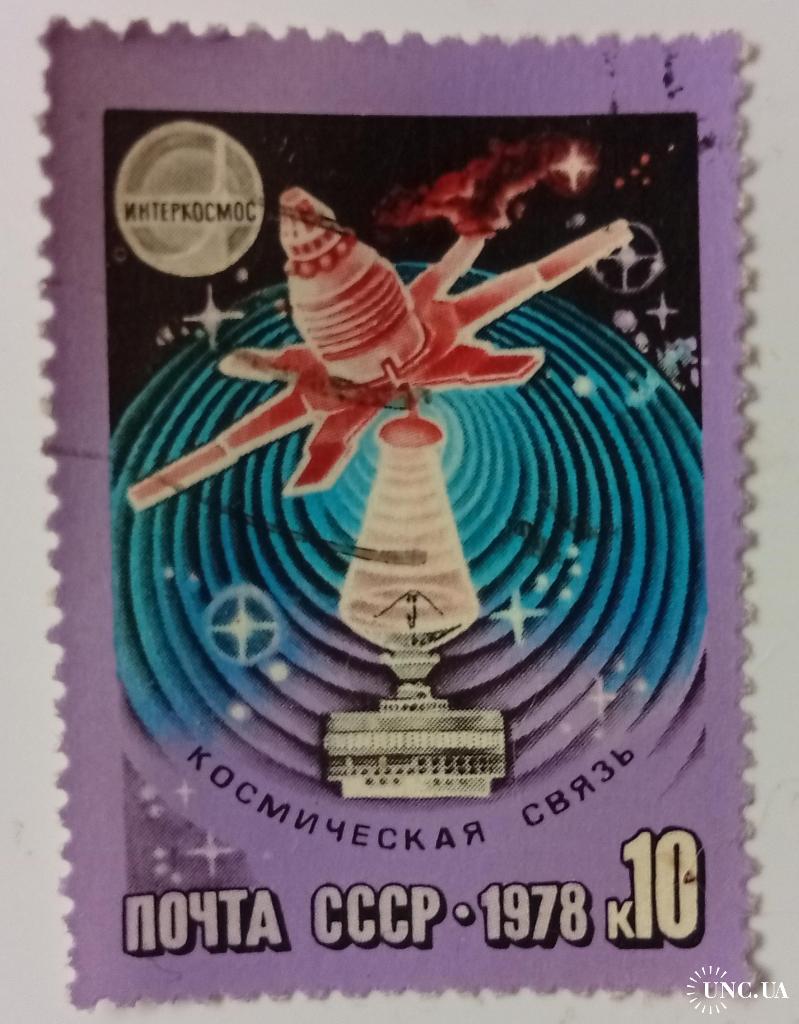 ИНТЕРКОСМОС
КОСМИЧЕСКАЯ СВЯЗЬ
ПОЧТА СССР • 1978 К10
UNC.UA